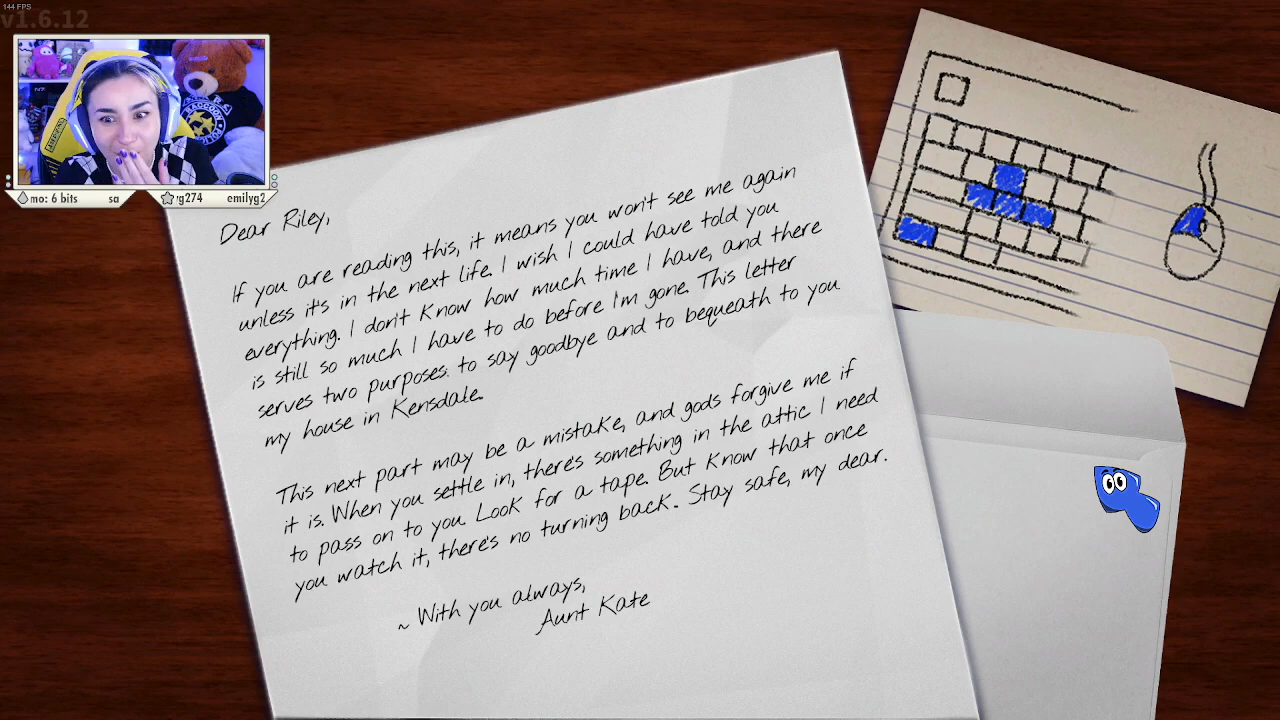 144 FPS
v1.6.12
RACCOON
POLICE
mo: 6 bits
sa
g274
emilyg2
Dear Riley,
If you are reading this, it means you won't see me again
unless it's in the next life. I wish I could have told you
everything. I don't know how much time I have, and there
is still so much I have to do before I'm gone. This letter
serves two purposes: to say goodbye and to bequeath to you
my house in Kensdale.
This next part may be a mistake, and gods forgive me if
it is. When you settle in, there's something in the attic I need
to pass on to you. Look for a tape. But know that once
you watch it, there's no turning back. Stay safe, my dear.
~ With you always,
Aunt Kate